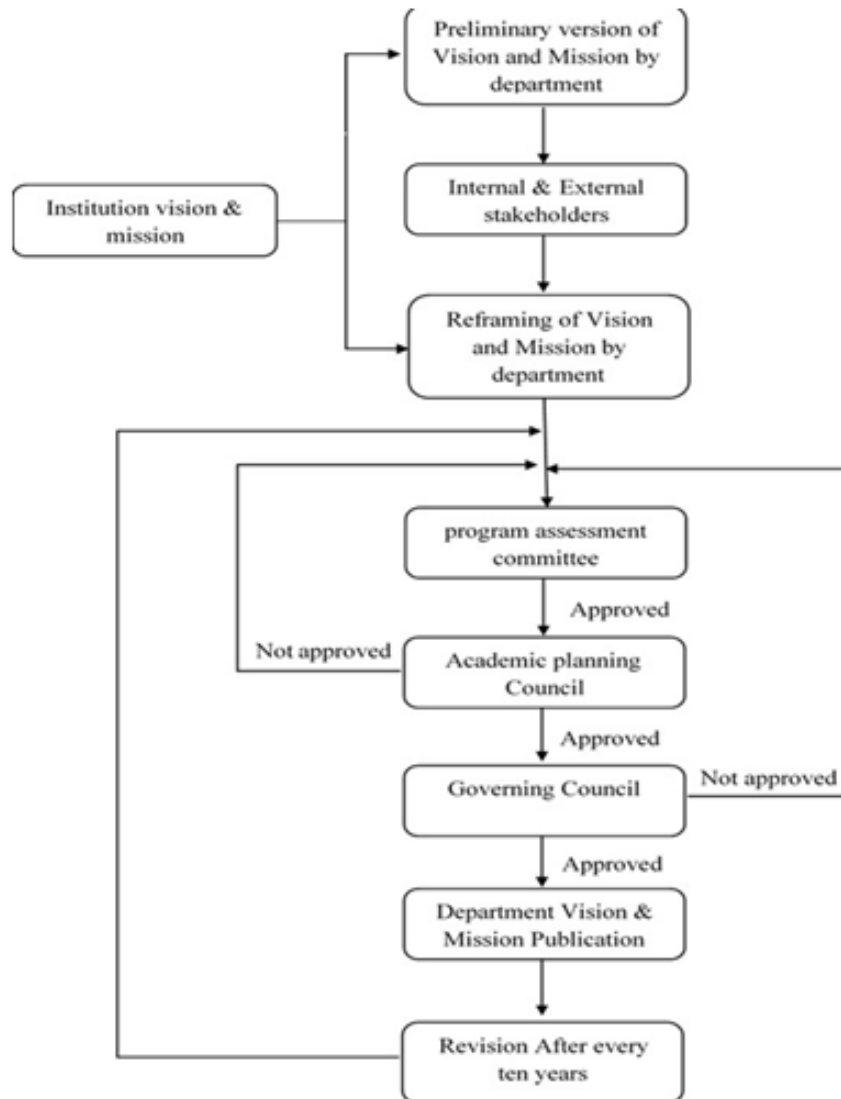 Preliminary version of
Vision and Mission by
department
Internal & External
stakeholders
Institution vision &
mission
Reframing of Vision
and Mission by
department
program assessment
committee
Approved
Not approved
Academic planning
Council
Approved
Governing Council
Not approved
Approved
Department Vision &
Mission Publication
Revision After every
ten years